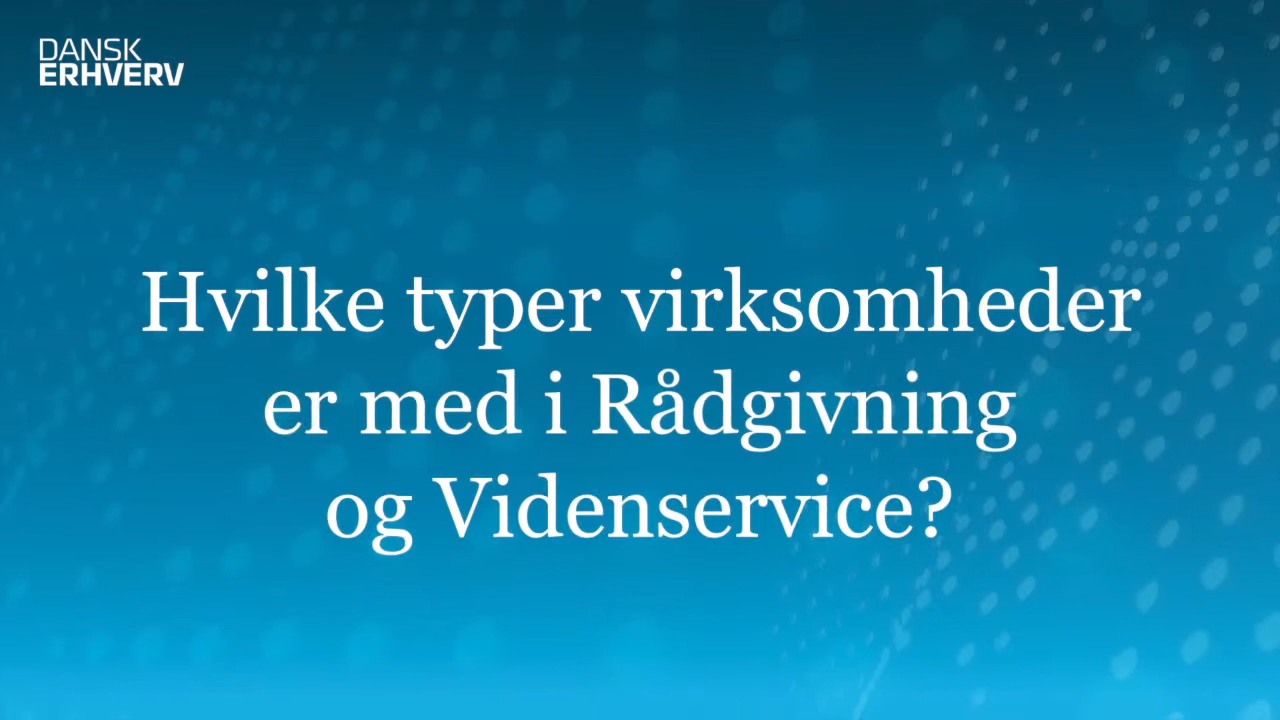 DANSK
ERHVERV
Hvilke typer virksomheder
er med i Rådgivning
og Videnservice?